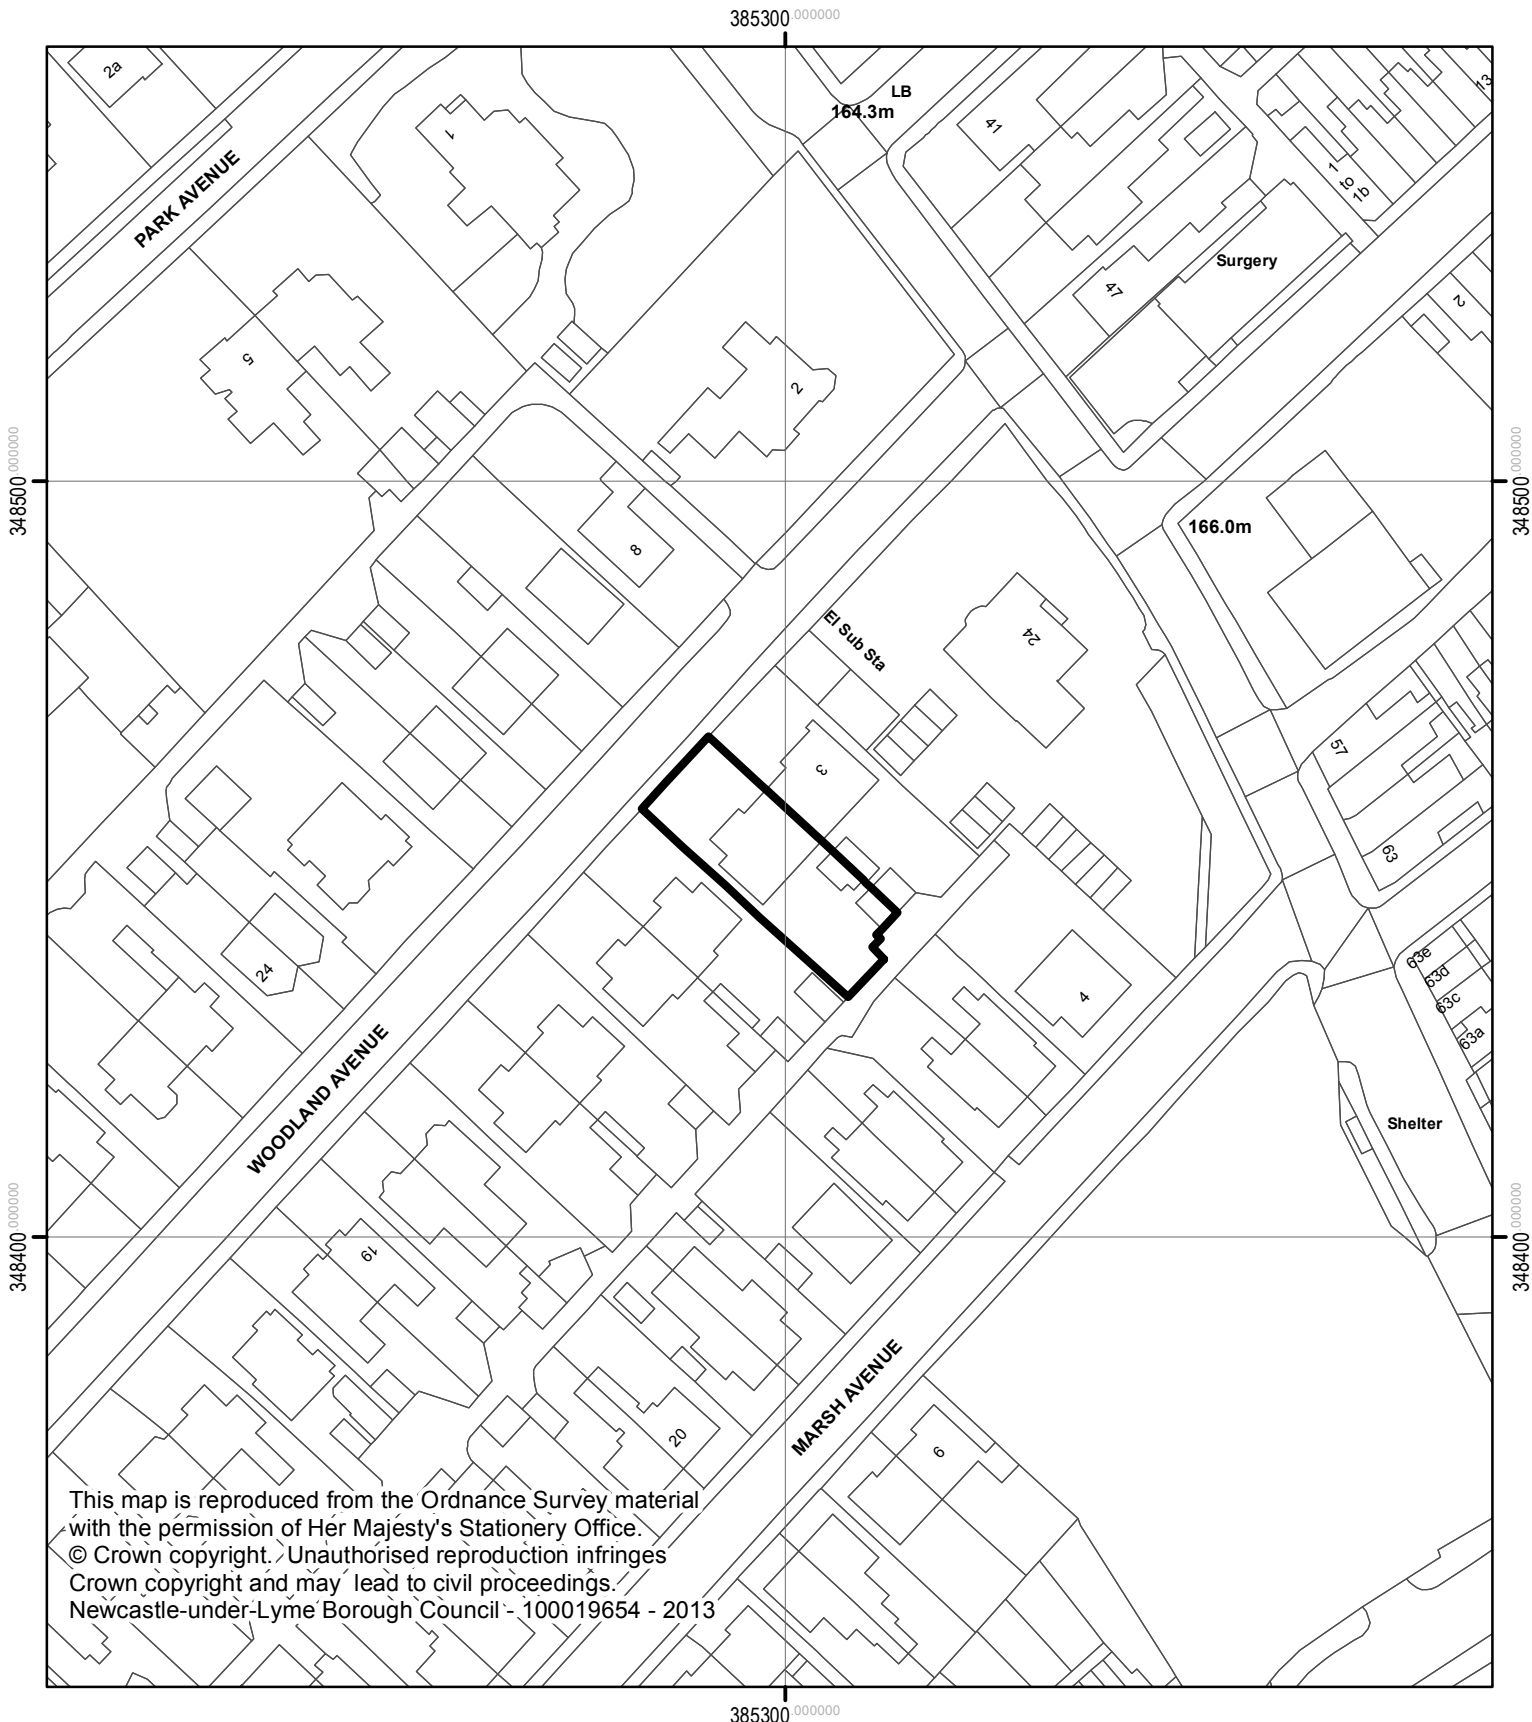 385300.000000
2a
LB
164.3m
13
1
41
1 to 1b
PARK AVENUE
Surgery
47
2
5
2
348500.000000
348500.000000
166.0m
8
El Sub Sta
24
57
3
63
24
4
63e
63d
63c
63a
WOODLAND AVENUE
Shelter
348400.000000
348400.000000
19
MARSH AVENUE
20
6
This map is reproduced from the Ordnance Survey material
with the permission of Her Majesty's Stationery Office.
© Crown copyright. Unauthorised reproduction infringes
Crown copyright and may lead to civil proceedings.
Newcastle-under-Lyme Borough Council - 100019654 - 2013
385300.000000